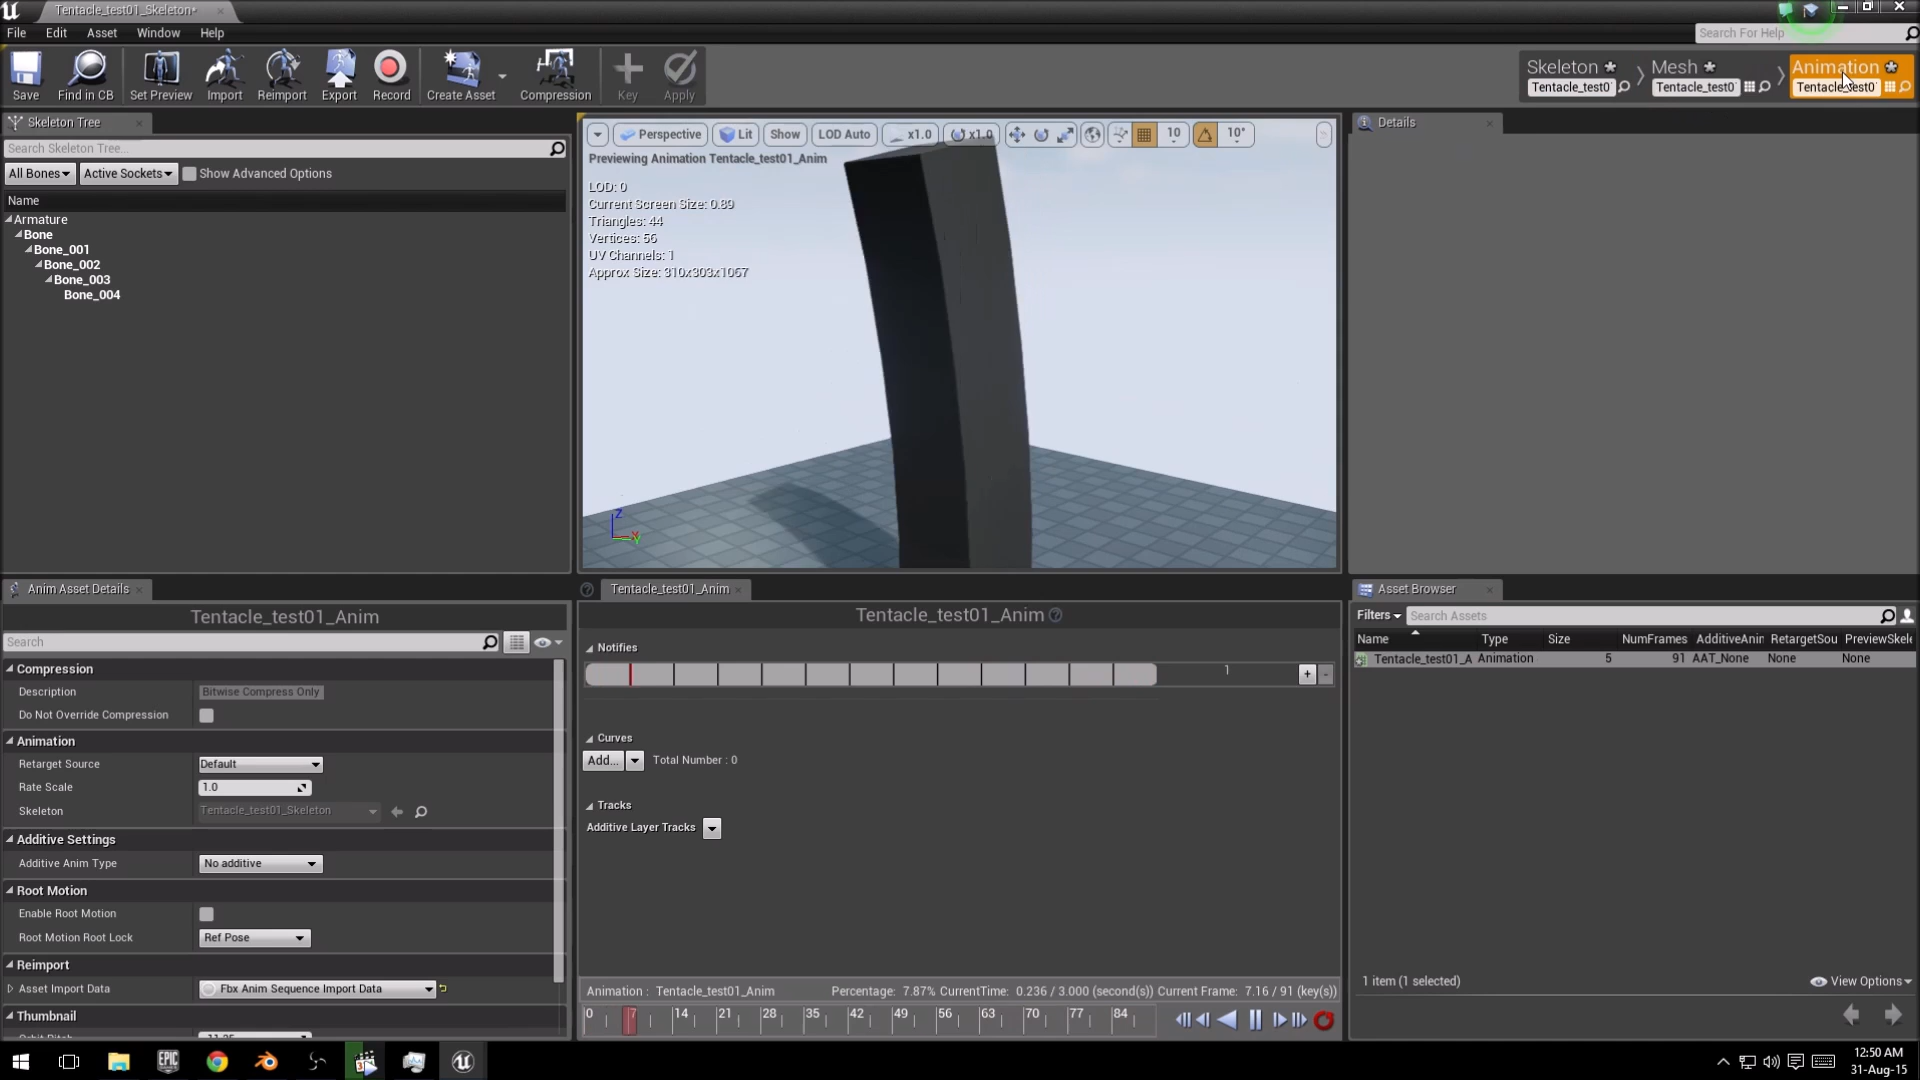 Tentacle_test01_Skeleton*
File Edit Asset Window Help
Search For Help
Save Find in CB Set Preview Import Reimport Export Record Create Asset Compression Key Apply
Skeleton Mesh Animation
Tentacle_test0 Tentacle_test0 Tentacle_test0
Skeleton Tree
Search Skeleton Tree...
All Bones Active Sockets Show Advanced Options
Name
Armature
Bone
Bone_001
Bone_002
Bone_003
Bone_004
Perspective Lit Show LOD Auto x1.0 x1.0 10 10°
Previewing Animation Tentacle_test01_Anim
LOD: 0
Current Screen Size: 0.89
Triangles: 44
Vertices: 56
UV Channels: 1
Approx Size: 310x303x1067
Z
Details
Anim Asset Details
Tentacle_test01_Anim
Search
Compression
Description Bitwise Compress Only
Do Not Override Compression
Animation
Retarget Source Default
Rate Scale 1.0
Skeleton Tentacle_test01_Skeleton
Additive Settings
Additive Anim Type No additive
Root Motion
Enable Root Motion
Root Motion Root Lock Ref Pose
Reimport
Asset Import Data Fbx Anim Sequence Import Data
Thumbnail
Tentacle_test01_Anim
Tentacle_test01_Anim
Notifies
1
+ -
Curves
Add... Total Number : 0
Tracks
Additive Layer Tracks
Animation : Tentacle_test01_Anim Percentage: 7.87% CurrentTime: 0.236 / 3.000 (second(s)) Current Frame: 7.16 / 91 (key(s))
0 7 14 21 28 35 42 49 56 63 70 77 84
Asset Browser
Filters Search Assets
Name Type Size NumFrames AdditiveAnin RetargetSou PreviewSkele
Tentacle_test01_A Animation 5 91 AAT_None None None
1 item (1 selected)
View Options
12:50 AM
31-Aug-15